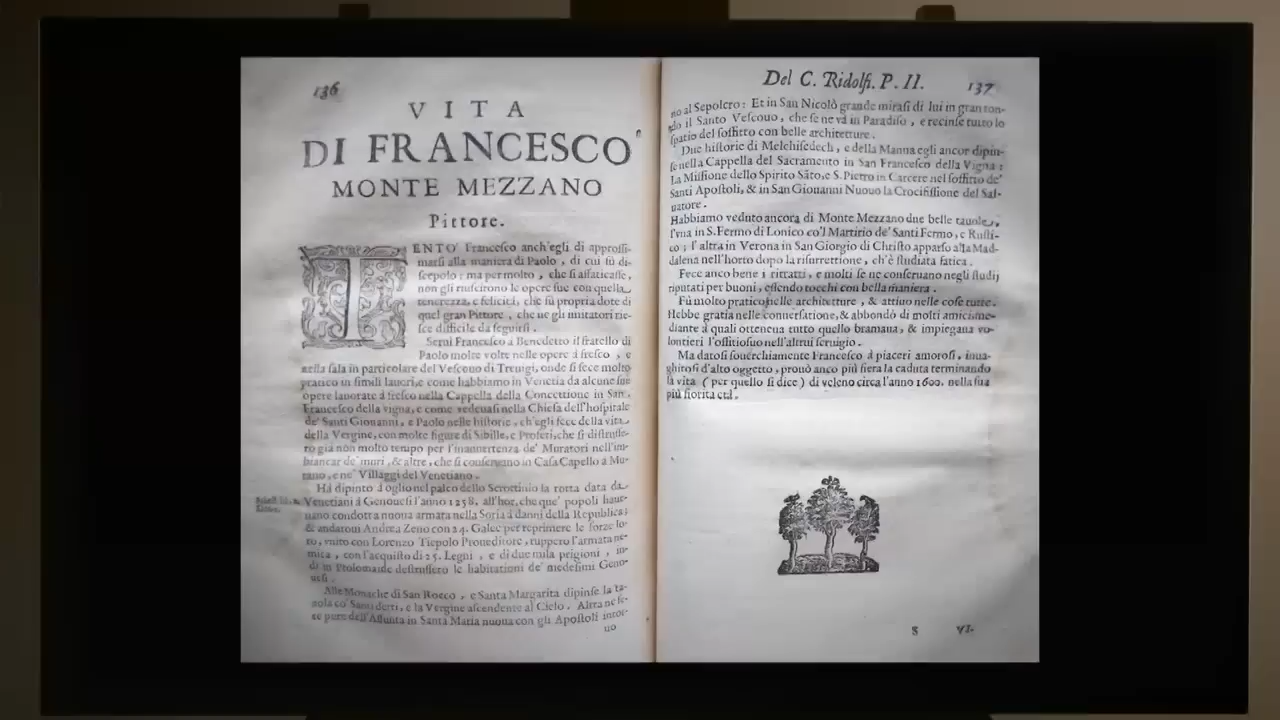 136
VITA
DI FRANCESCO
MONTE MEZZANO
Pittore.
TENTO' Francesco anch'egli di approssi-
marsi alla maniera di Paolo, di cui fù di-
scepolo: ma per molto, che si affaticasse,
non gli riuscirono le opere sue con quella
tenerezza, e felicità, che fù propria dote di
quel gran Pittore, che ne gli imitatori rie-
sce difficile da seguirsi.
Seruì Francesco a Benedetto il fratello di
Paolo molte volte nelle opere à fresco, e
nella sala in particolare del Vescouo di Treuigi, onde si fece molto
pratico in simili lauori, e come habbiamo in Venetia da alcune sue
opere lauorate à fresco nella Cappella della Concettione in San
Francesco della vigna, e come vedeuasi nella Chiesa dell'hospitale
de' Santi Giouanni, e Paolo nelle historie, ch'egli fece della vita
della Vergine, con molte figure di Sibille, e Profeti, che si distrusse-
ro già non molto tempo per l'inauuertenza de' Muratori nell'im-
biancar de' muri, & altre, che si conseruano in Casa Capello à Mu-
rano, e ne' Villaggi del Venetiano.
Hà dipinto à oglio nel palco dello Scrottinio la rotta data da
Venetiani à Genouesi l'anno 1258. all'hor, che que' popoli haue-
uano condotta nuoua armata nella Soria à danni della Republica;
& andatoui Andrea Zeno con 24. Galee per reprimere le forze lo-
ro, vnito con Lorenzo Tiepolo Proueditore, ruppero l'armata ne-
mica, con l'acquisto di 25. Legni, e di due mila prigioni, in-
di in Ptolomaide destrussero le habitationi de' medesimi Geno-
uesi.
Alle Monache di San Rocco, e Santa Margarita dipinse la ta-
uola co' Santi detti, e la Vergine ascendente al Cielo. Altra ne fe-
ce pure dell'Assunta in Santa Maria nuoua con gli Apostoli intor-
no
Del C. Ridolfi. P. II.
137
no al Sepolcro: Et in San Nicolò grande mirasi di lui in gran ton-
do il Santo Vescouo, che se ne và in Paradiso, e recinse tutto lo
spatio del soffitto con belle architetture.
Due historie di Melchisedech, e della Manna egli ancor dipin-
se nella Cappella del Sacramento in San Francesco della Vigna:
La Missione dello Spirito Sāto, e S. Pietro in Carcere nel soffitto de'
Santi Apostoli, & in San Giouanni Nuouo la Crocifissione del Sal-
uatore.
Habbiamo veduto ancora di Monte Mezzano due belle tauole,
l'vna in S. Fermo di Lonico co'l Martirio de' Santi Fermo, e Rusti-
co; l'altra in Verona in San Giorgio di Christo apparso alla Mad-
dalena nell'horto dopo la risurrettione, ch'è studiata fatica.
Fece anco bene i ritratti, e molti se ne conseruano negli studij
riputati per buoni, essendo tocchi con bella maniera.
Fù molto pratico nelle architetture, & attiuo nelle cose tutte.
Hebbe gratia nelle conuersatione, & abbondò di molti amici me-
diante à quali otteneua tutto quello bramaua, & impiegaua vo-
lontieri l'offitio suo nell'altrui seruigio.
Ma datosi souerchiamente Francesco à piaceri amorosi, inua-
ghitosi d'alto oggetto, prouò anco più fiera la caduta terminando
la vita (per quello si dice) di veleno circa l'anno 1600. nella sua
più fiorita età.
S VI-